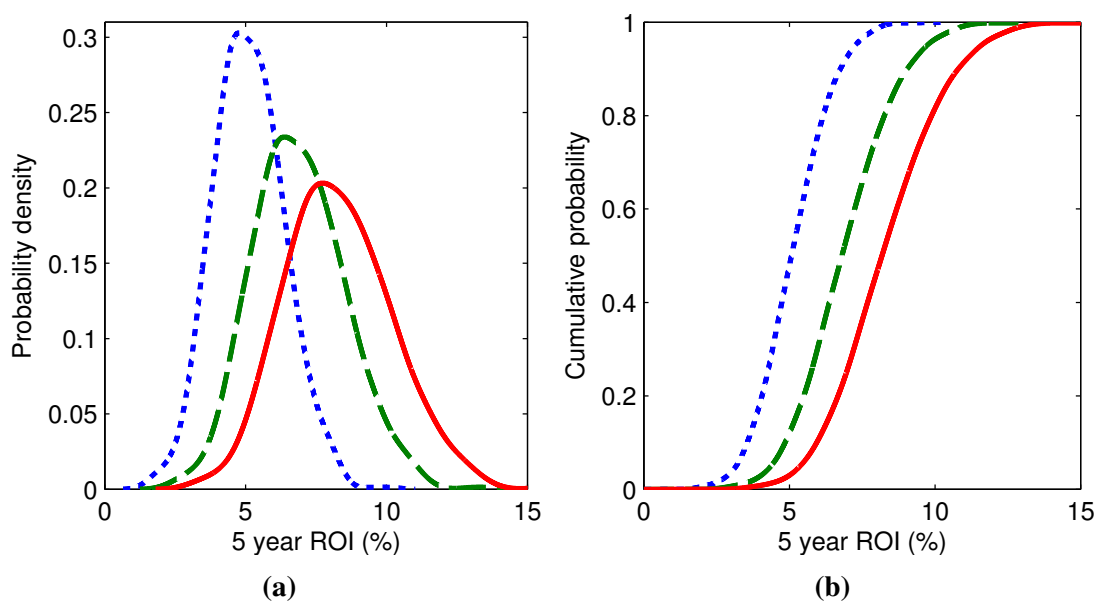 0.3
0.25
0.2
0.15
0.1
0.05
0
Probability density
0 5 10 15
5 year ROI (%)
(a)
1
0.8
0.6
0.4
0.2
0
Cumulative probability
0 5 10 15
5 year ROI (%)
(b)